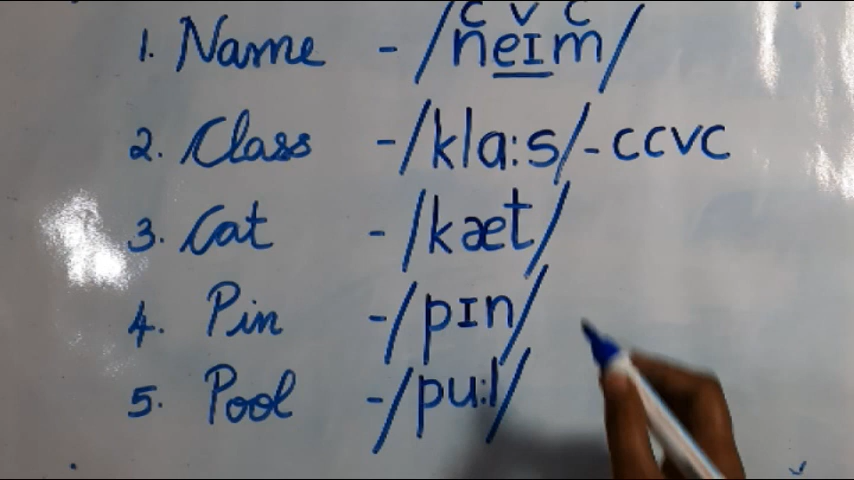 C V C
1. Name - /neɪm/
2. Class - /kla:s/ - CCVC
3. Cat - /kæt/
4. Pin - /pɪn/
5. Pool - /pu:l/